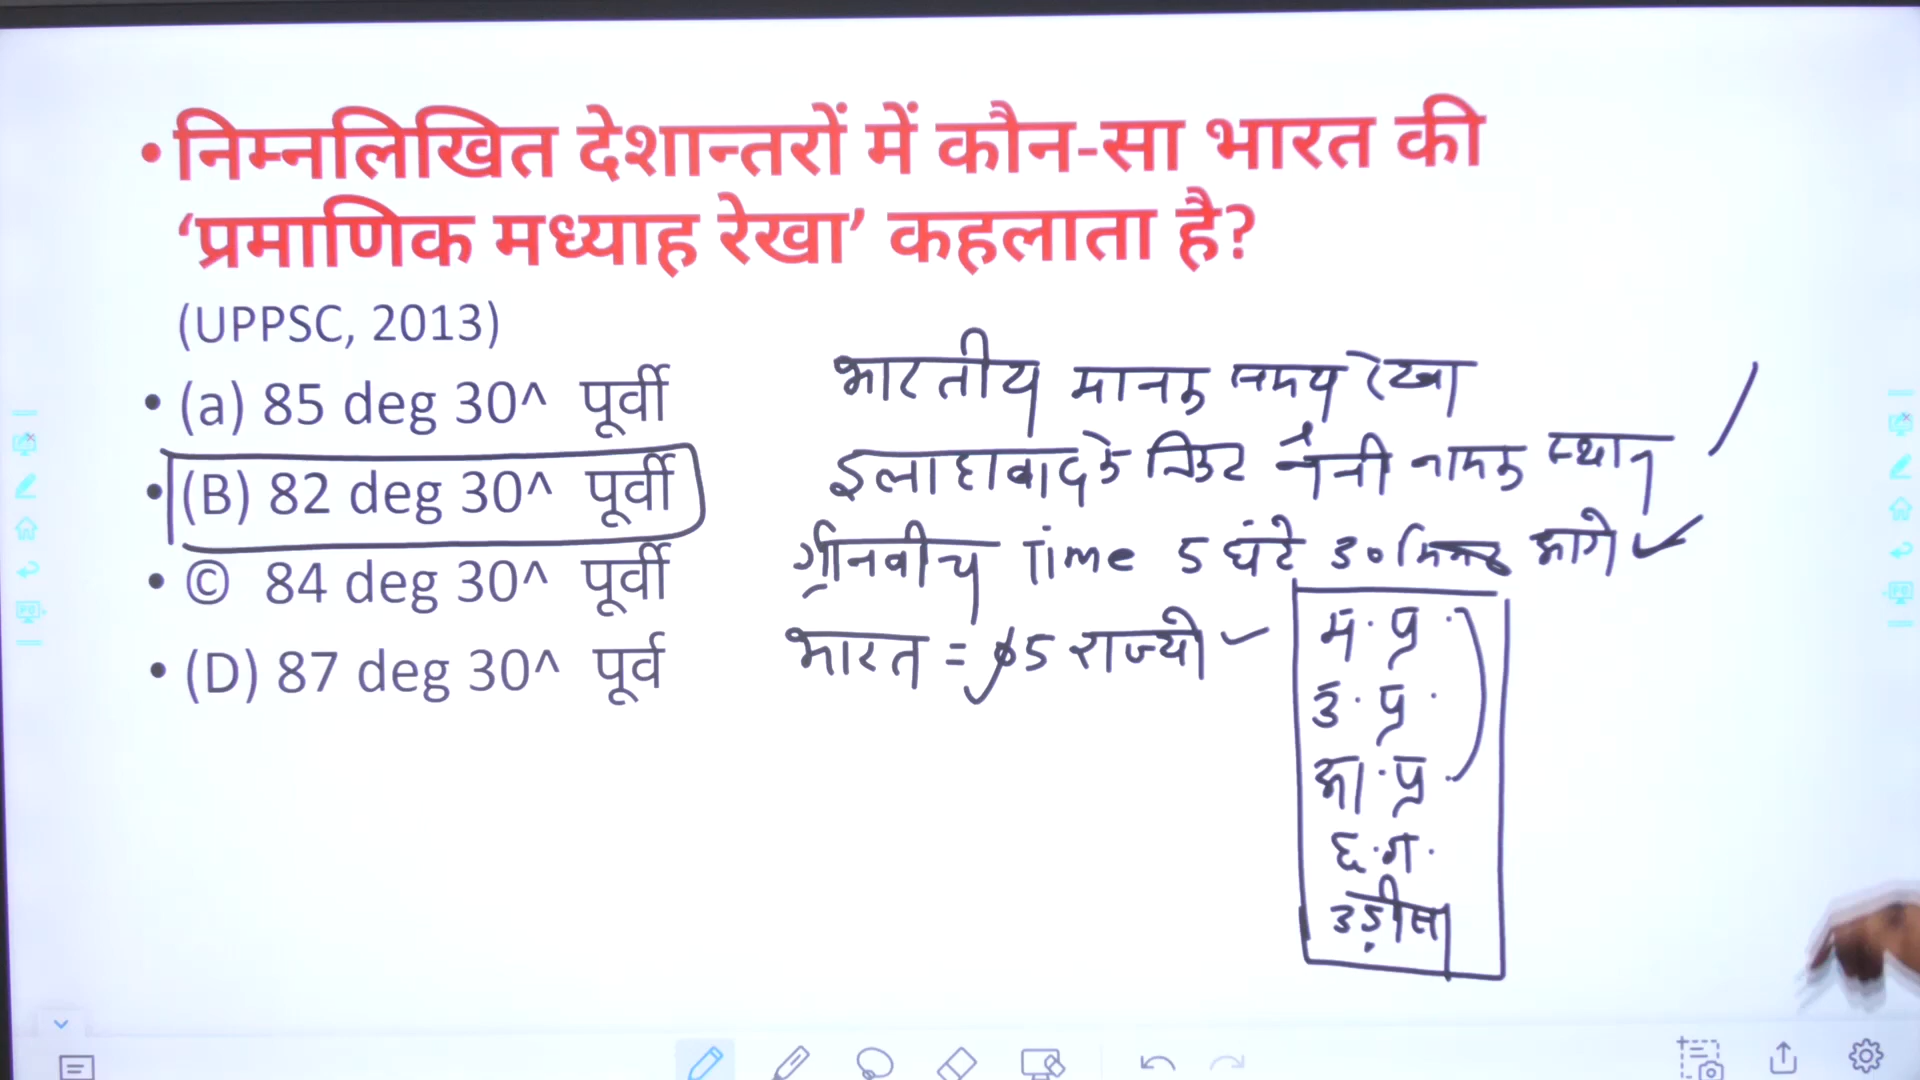 • निम्नलिखित देशान्तरों में कौन-सा भारत की
‘प्रमाणिक मध्याह रेखा’ कहलाता है?
(UPPSC, 2013)
• (a) 85 deg 30^ पूर्वी
• (B) 82 deg 30^ पूर्वी
• © 84 deg 30^ पूर्वी
• (D) 87 deg 30^ पूर्व
भारतीय मानक समय रेखा
इलाहाबाद के निकट नैनी नामक स्थान
ग्रीनवीच Time 5 घंटे 30 मिनट आगे
भारत = 5 राज्यो
म. प्र.
उ. प्र.
आ. प्र.
छ. ग.
उड़ीसा